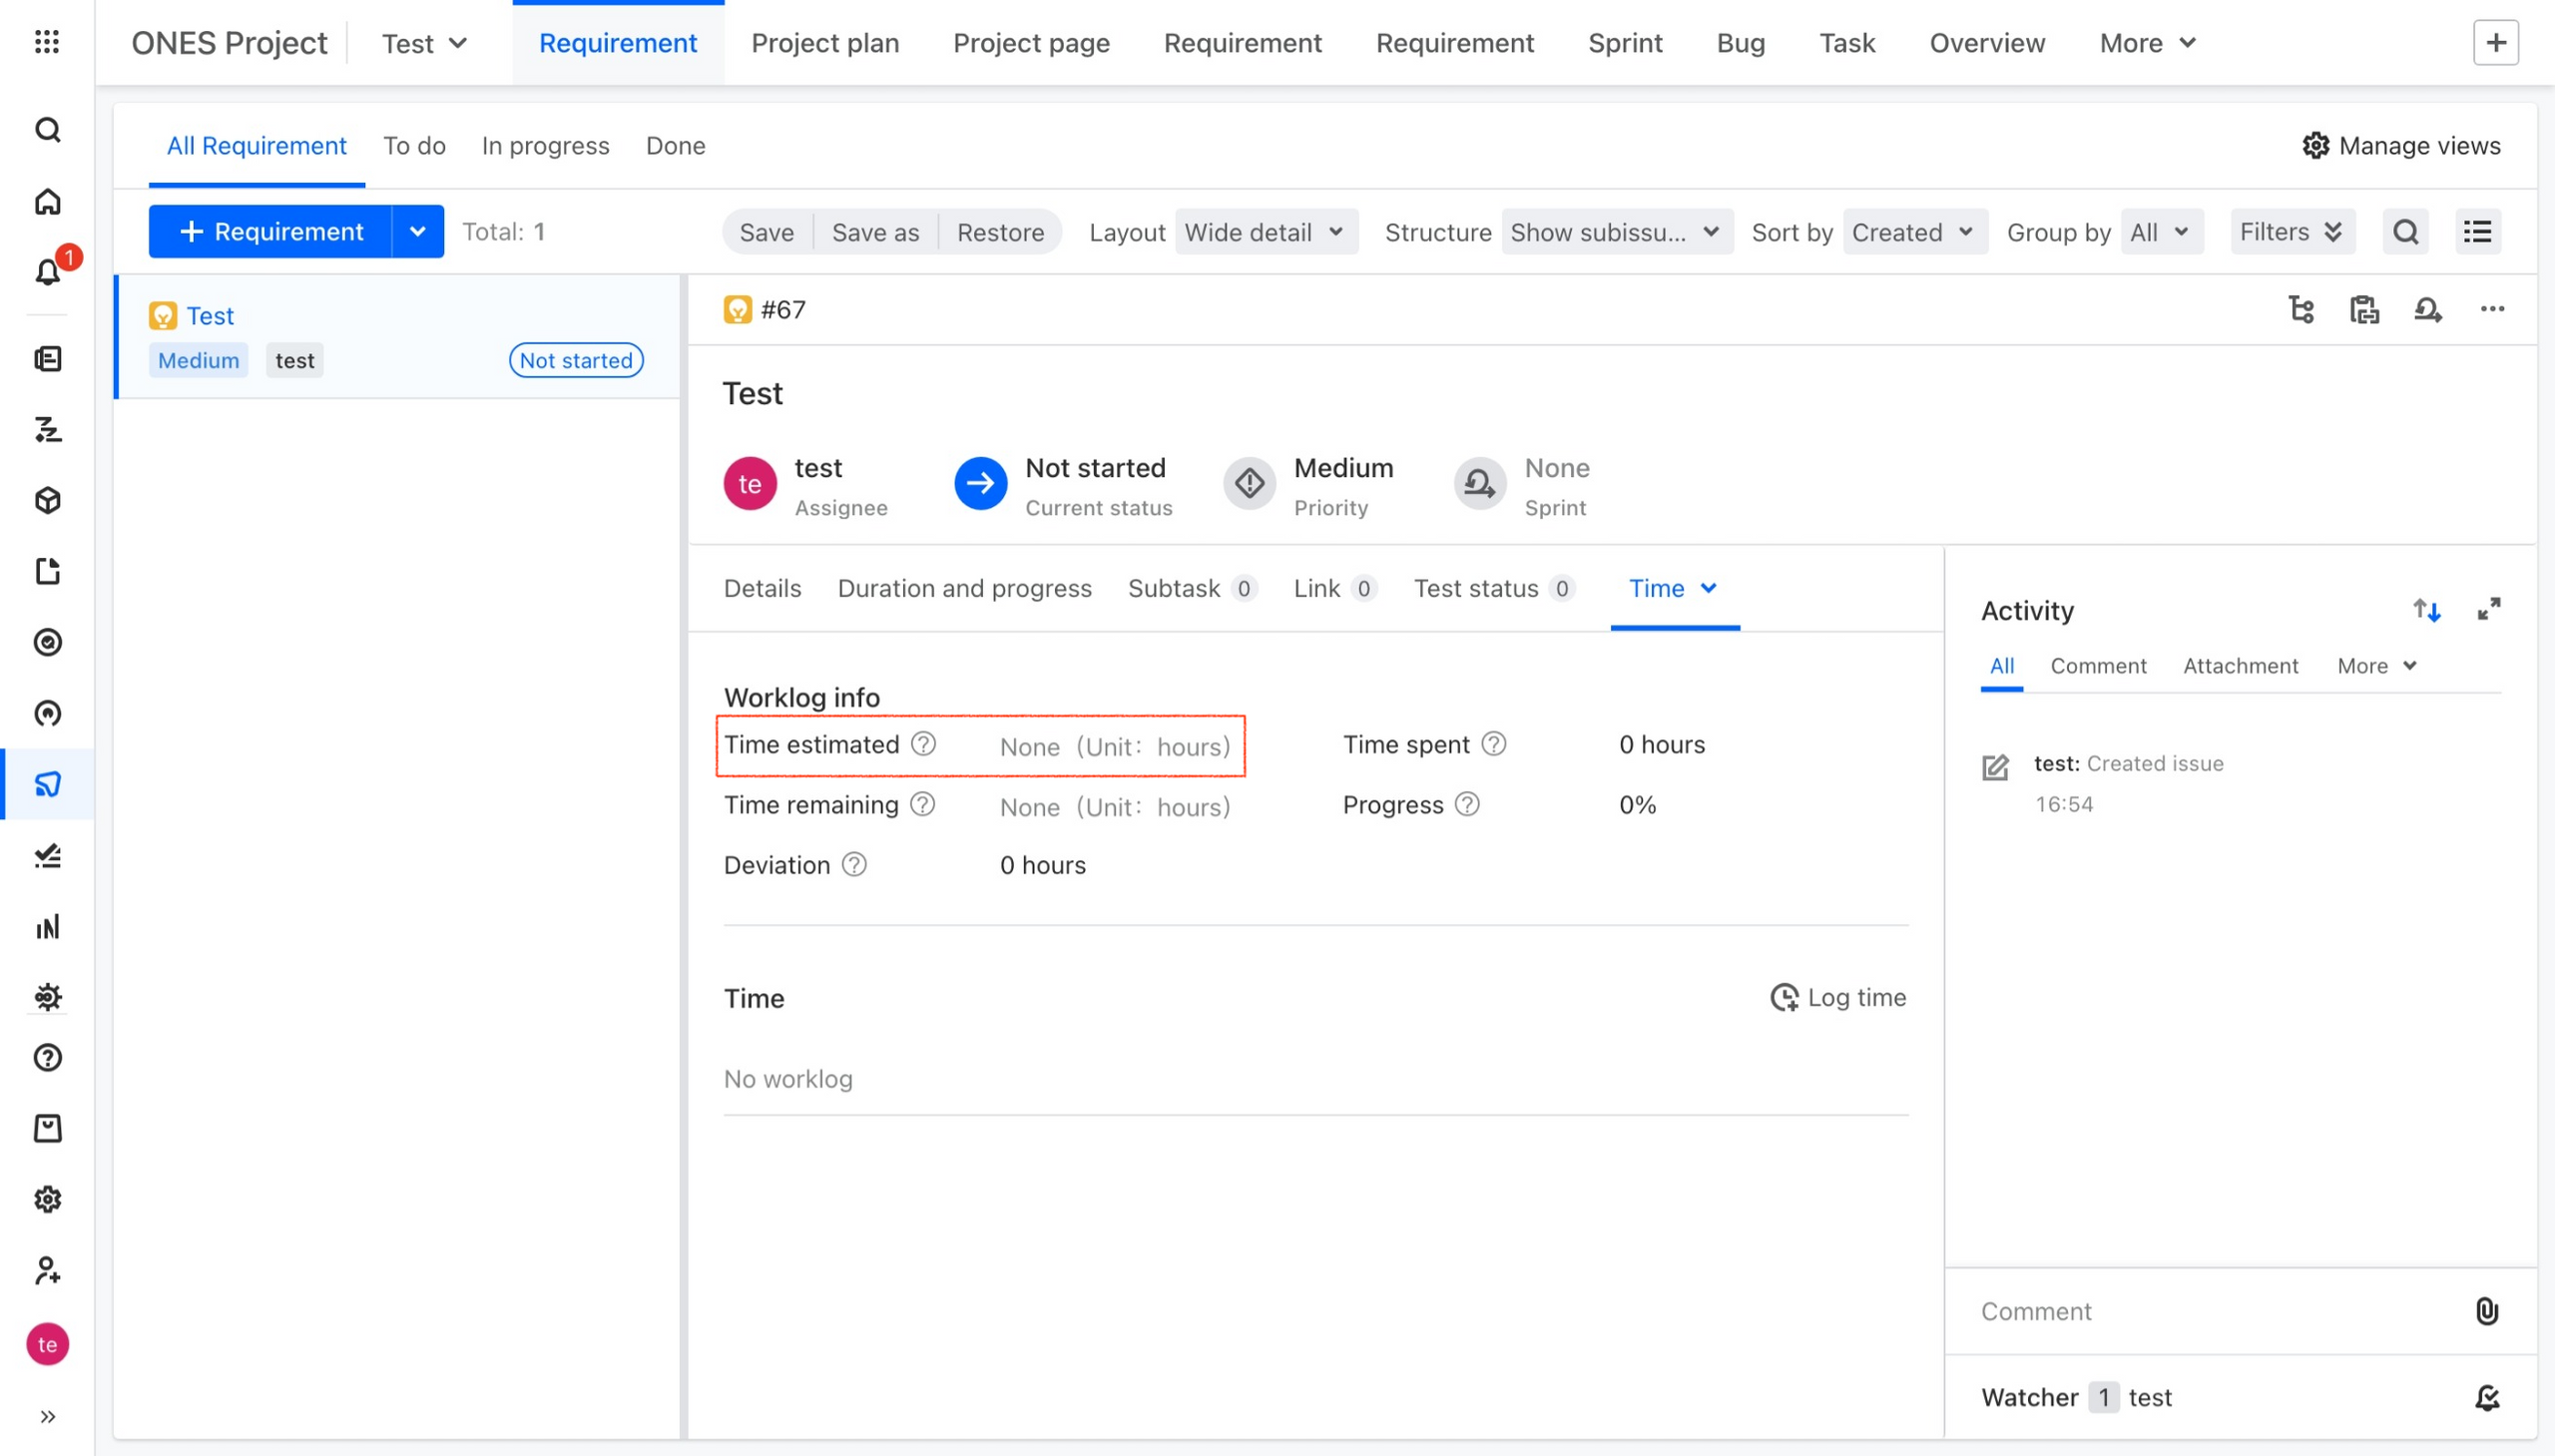 ONES Project Test Requirement Project plan Project page Requirement Requirement Sprint Bug Task Overview More
All Requirement To do In progress Done Manage views
Requirement Total: 1 Save Save as Restore Layout Wide detail Structure Show subissu... Sort by Created Group by All Filters
1
Test
Medium test Not started
#67
Test
te test Not started Medium None
Assignee Current status Priority Sprint
Details Duration and progress Subtask 0 Link 0 Test status 0 Time
Worklog info
Time estimated None (Unit: hours) Time spent 0 hours
Time remaining None (Unit: hours) Progress 0%
Deviation 0 hours
Time Log time
No worklog
Activity
All Comment Attachment More
test: Created issue
16:54
Comment
Watcher 1 test
te